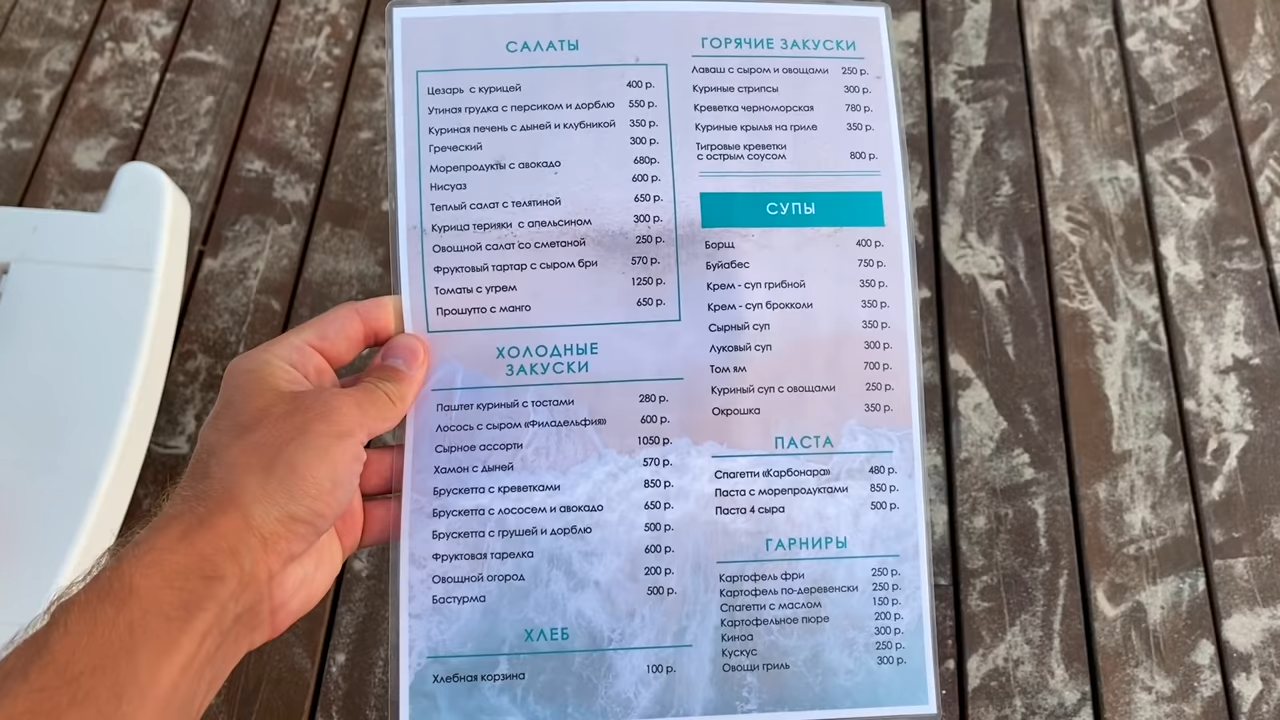 САЛАТЫ
Цезарь с курицей 400 р.
Утиная грудка с персиком и дорблю 550 р.
Куриная печень с дыней и клубникой 350 р.
Греческий 300 р.
Морепродукты с авокадо 680р.
Нисуаз 600 р.
Теплый салат с телятиной 650 р.
Курица терияки с апельсином 300 р.
Овощной салат со сметаной 250 р.
Фруктовый тартар с сыром бри 570 р.
Томаты с угрем 1250 р.
Прошутто с манго 650 р.
ХОЛОДНЫЕ
ЗАКУСКИ
Паштет куриный с тостами 280 р.
Лосось с сыром «Филадельфия» 600 р.
Сырное ассорти 1050 р.
Хамон с дыней 570 р.
Брускетта с креветками 850 р.
Брускетта с лососем и авокадо 650 р.
Брускетта с грушей и дорблю 500 р.
Фруктовая тарелка 600 р.
Овощной огород 200 р.
Бастурма 500 р.
ХЛЕБ
Хлебная корзина 100 р.
ГОРЯЧИЕ ЗАКУСКИ
Лаваш с сыром и овощами 250 р.
Куриные стрипсы 300 р.
Креветка черноморская 780 р.
Куриные крылья на гриле 350 р.
Тигровые креветки
с острым соусом 800 р.
СУПЫ
Борщ 400 р.
Буйабес 750 р.
Крем - суп грибной 350 р.
Крем - суп брокколи 350 р.
Сырный суп 350 р.
Луковый суп 300 р.
Том ям 700 р.
Куриный суп с овощами 250 р.
Окрошка 350 р.
ПАСТА
Спагетти «Карбонара» 480 р.
Паста с морепродуктами 850 р.
Паста 4 сыра 500 р.
ГАРНИРЫ
Картофель фри 250 р.
Картофель по-деревенски 250 р.
Спагетти с маслом 150 р.
Картофельное пюре 200 р.
Киноа 300 р.
Кускус 250 р.
Овощи гриль 300 р.